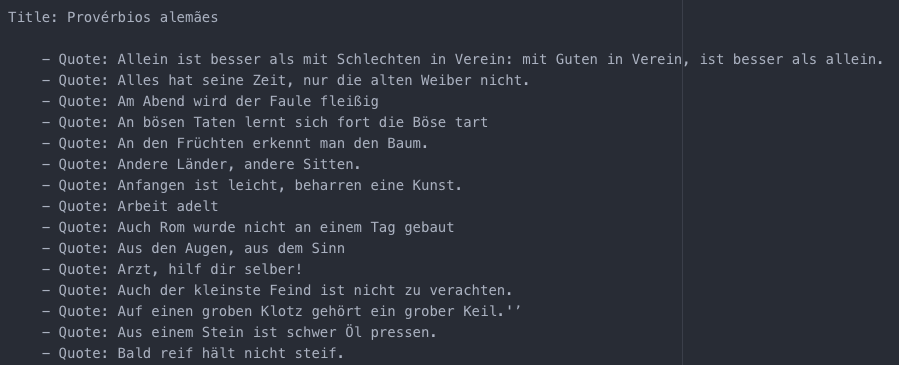 Title: Provérbios alemães
– Quote: Allein ist besser als mit Schlechten in Verein: mit Guten in Verein, ist besser als allein.
– Quote: Alles hat seine Zeit, nur die alten Weiber nicht.
– Quote: Am Abend wird der Faule fleißig
– Quote: An bösen Taten lernt sich fort die Böse tart
– Quote: An den Früchten erkennt man den Baum.
– Quote: Andere Länder, andere Sitten.
– Quote: Anfangen ist leicht, beharren eine Kunst.
– Quote: Arbeit adelt
– Quote: Auch Rom wurde nicht an einem Tag gebaut
– Quote: Aus den Augen, aus dem Sinn
– Quote: Arzt, hilf dir selber!
– Quote: Auch der kleinste Feind ist nicht zu verachten.
– Quote: Auf einen groben Klotz gehört ein grober Keil.'’
– Quote: Aus einem Stein ist schwer Öl pressen.
– Quote: Bald reif hält nicht steif.